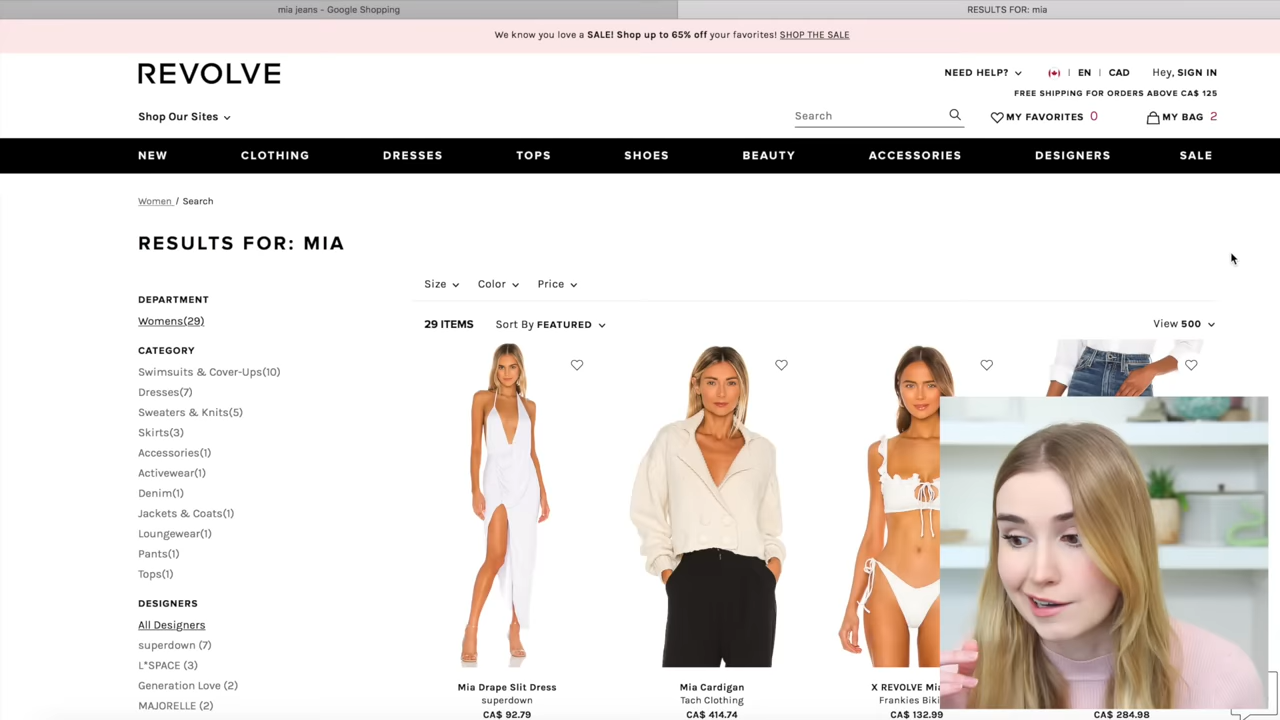 mia jeans - Google Shopping
RESULTS FOR: mia
We know you love a SALE! Shop up to 65% off your favorites! SHOP THE SALE
REVOLVE
NEED HELP? | EN | CAD Hey, SIGN IN
FREE SHIPPING FOR ORDERS ABOVE CA$ 125
Shop Our Sites
Search
MY FAVORITES 0
MY BAG 2
NEW CLOTHING DRESSES TOPS SHOES BEAUTY ACCESSORIES DESIGNERS SALE
Women / Search
RESULTS FOR: MIA
Size Color Price
29 ITEMS Sort By FEATURED View 500
DEPARTMENT
Womens(29)
CATEGORY
Swimsuits & Cover-Ups(10)
Dresses(7)
Sweaters & Knits(5)
Skirts(3)
Accessories(1)
Activewear(1)
Denim(1)
Jackets & Coats(1)
Loungewear(1)
Pants(1)
Tops(1)
DESIGNERS
All Designers
superdown (7)
L*SPACE (3)
Generation Love (2)
MAJORELLE (2)
Mia Drape Slit Dress
superdown
CA$ 92.79
Mia Cardigan
Tach Clothing
CA$ 414.74
X REVOLVE
Frankies
CA$ 132.99
CA$ 284.98